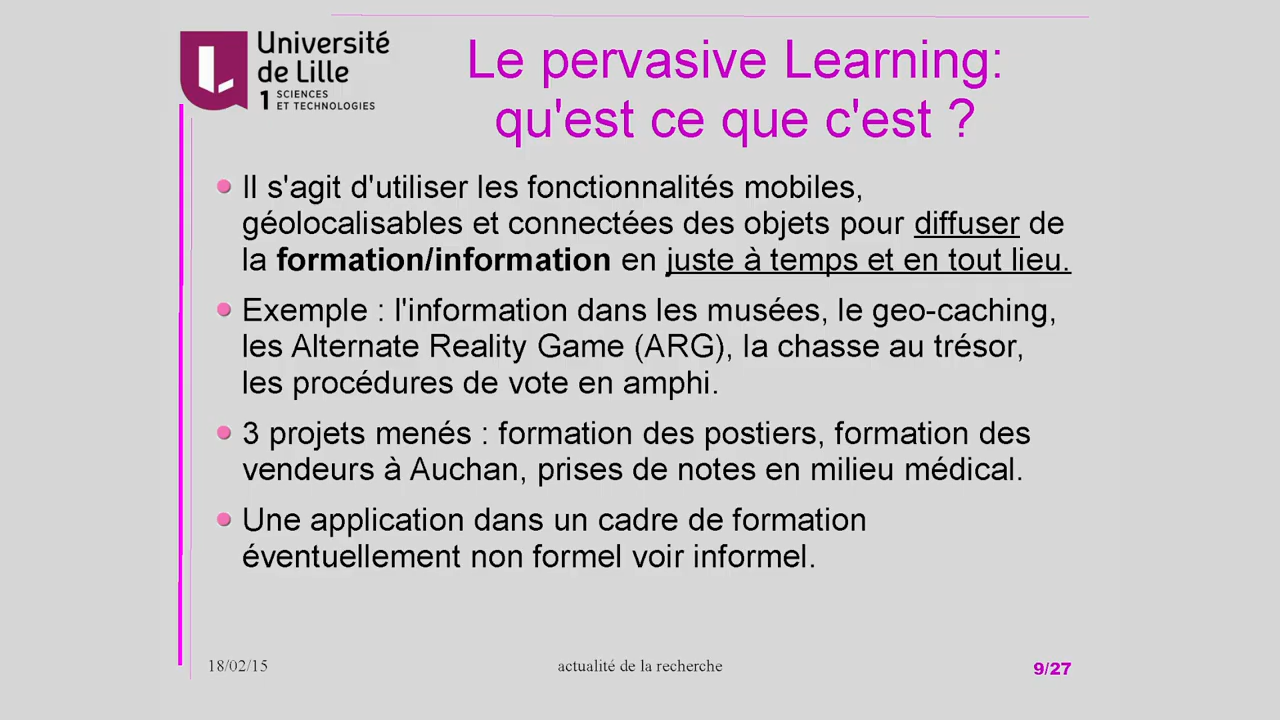 Université
de Lille
1 SCIENCES
ET TECHNOLOGIES
Le pervasive Learning:
qu'est ce que c'est ?
Il s'agit d'utiliser les fonctionnalités mobiles,
géolocalisables et connectées des objets pour diffuser de
la formation/information en juste à temps et en tout lieu.
Exemple : l'information dans les musées, le geo-caching,
les Alternate Reality Game (ARG), la chasse au trésor,
les procédures de vote en amphi.
3 projets menés : formation des postiers, formation des
vendeurs à Auchan, prises de notes en milieu médical.
Une application dans un cadre de formation
éventuellement non formel voir informel.
18/02/15
actualité de la recherche
9/27